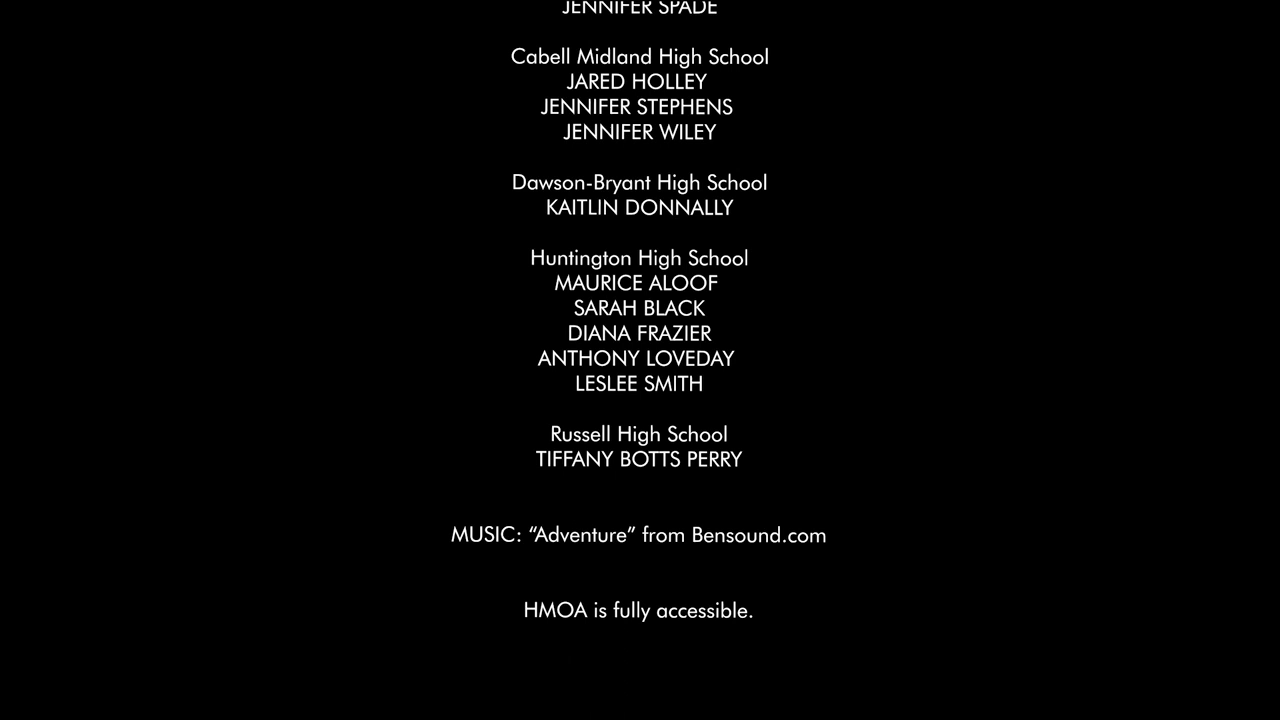 JENNIFER SPADE
Cabell Midland High School
JARED HOLLEY
JENNIFER STEPHENS
JENNIFER WILEY
Dawson-Bryant High School
KAITLIN DONNALLY
Huntington High School
MAURICE ALOOF
SARAH BLACK
DIANA FRAZIER
ANTHONY LOVEDAY
LESLEE SMITH
Russell High School
TIFFANY BOTTS PERRY
MUSIC: “Adventure” from Bensound.com
HMOA is fully accessible.